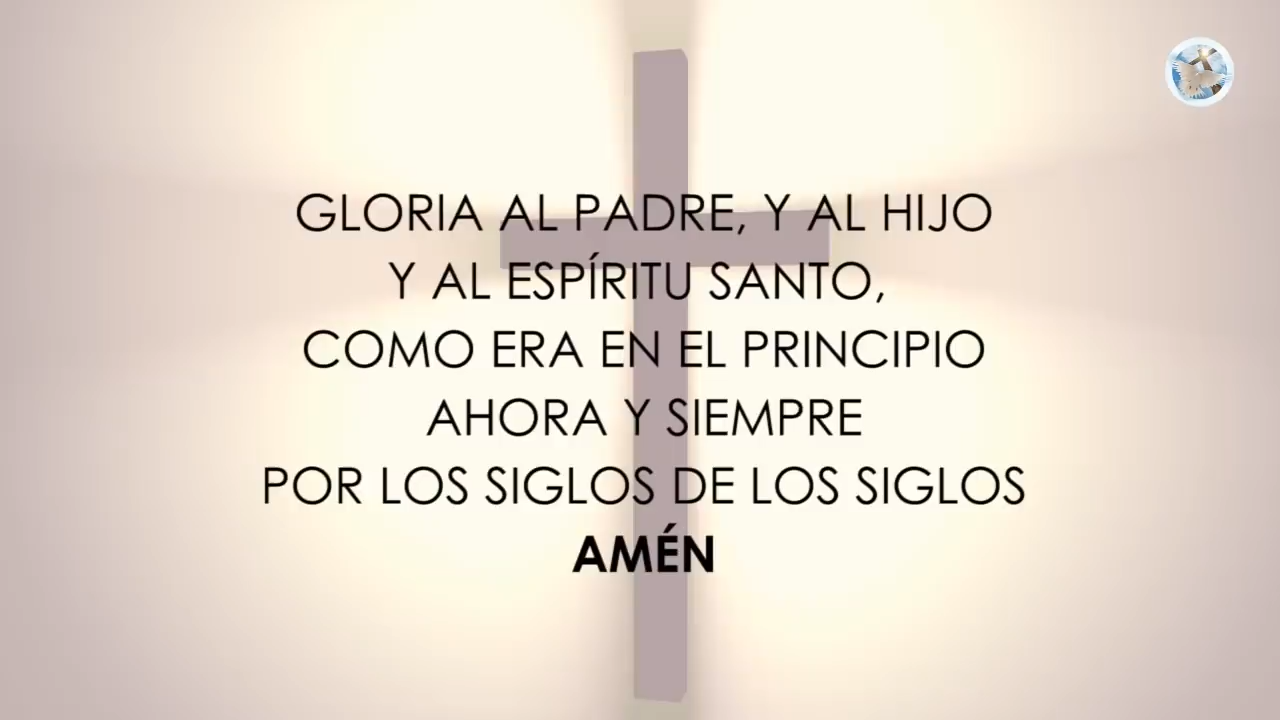 GLORIA AL PADRE, Y AL HIJO
Y AL ESPÍRITU SANTO,
COMO ERA EN EL PRINCIPIO
AHORA Y SIEMPRE
POR LOS SIGLOS DE LOS SIGLOS
AMÉN